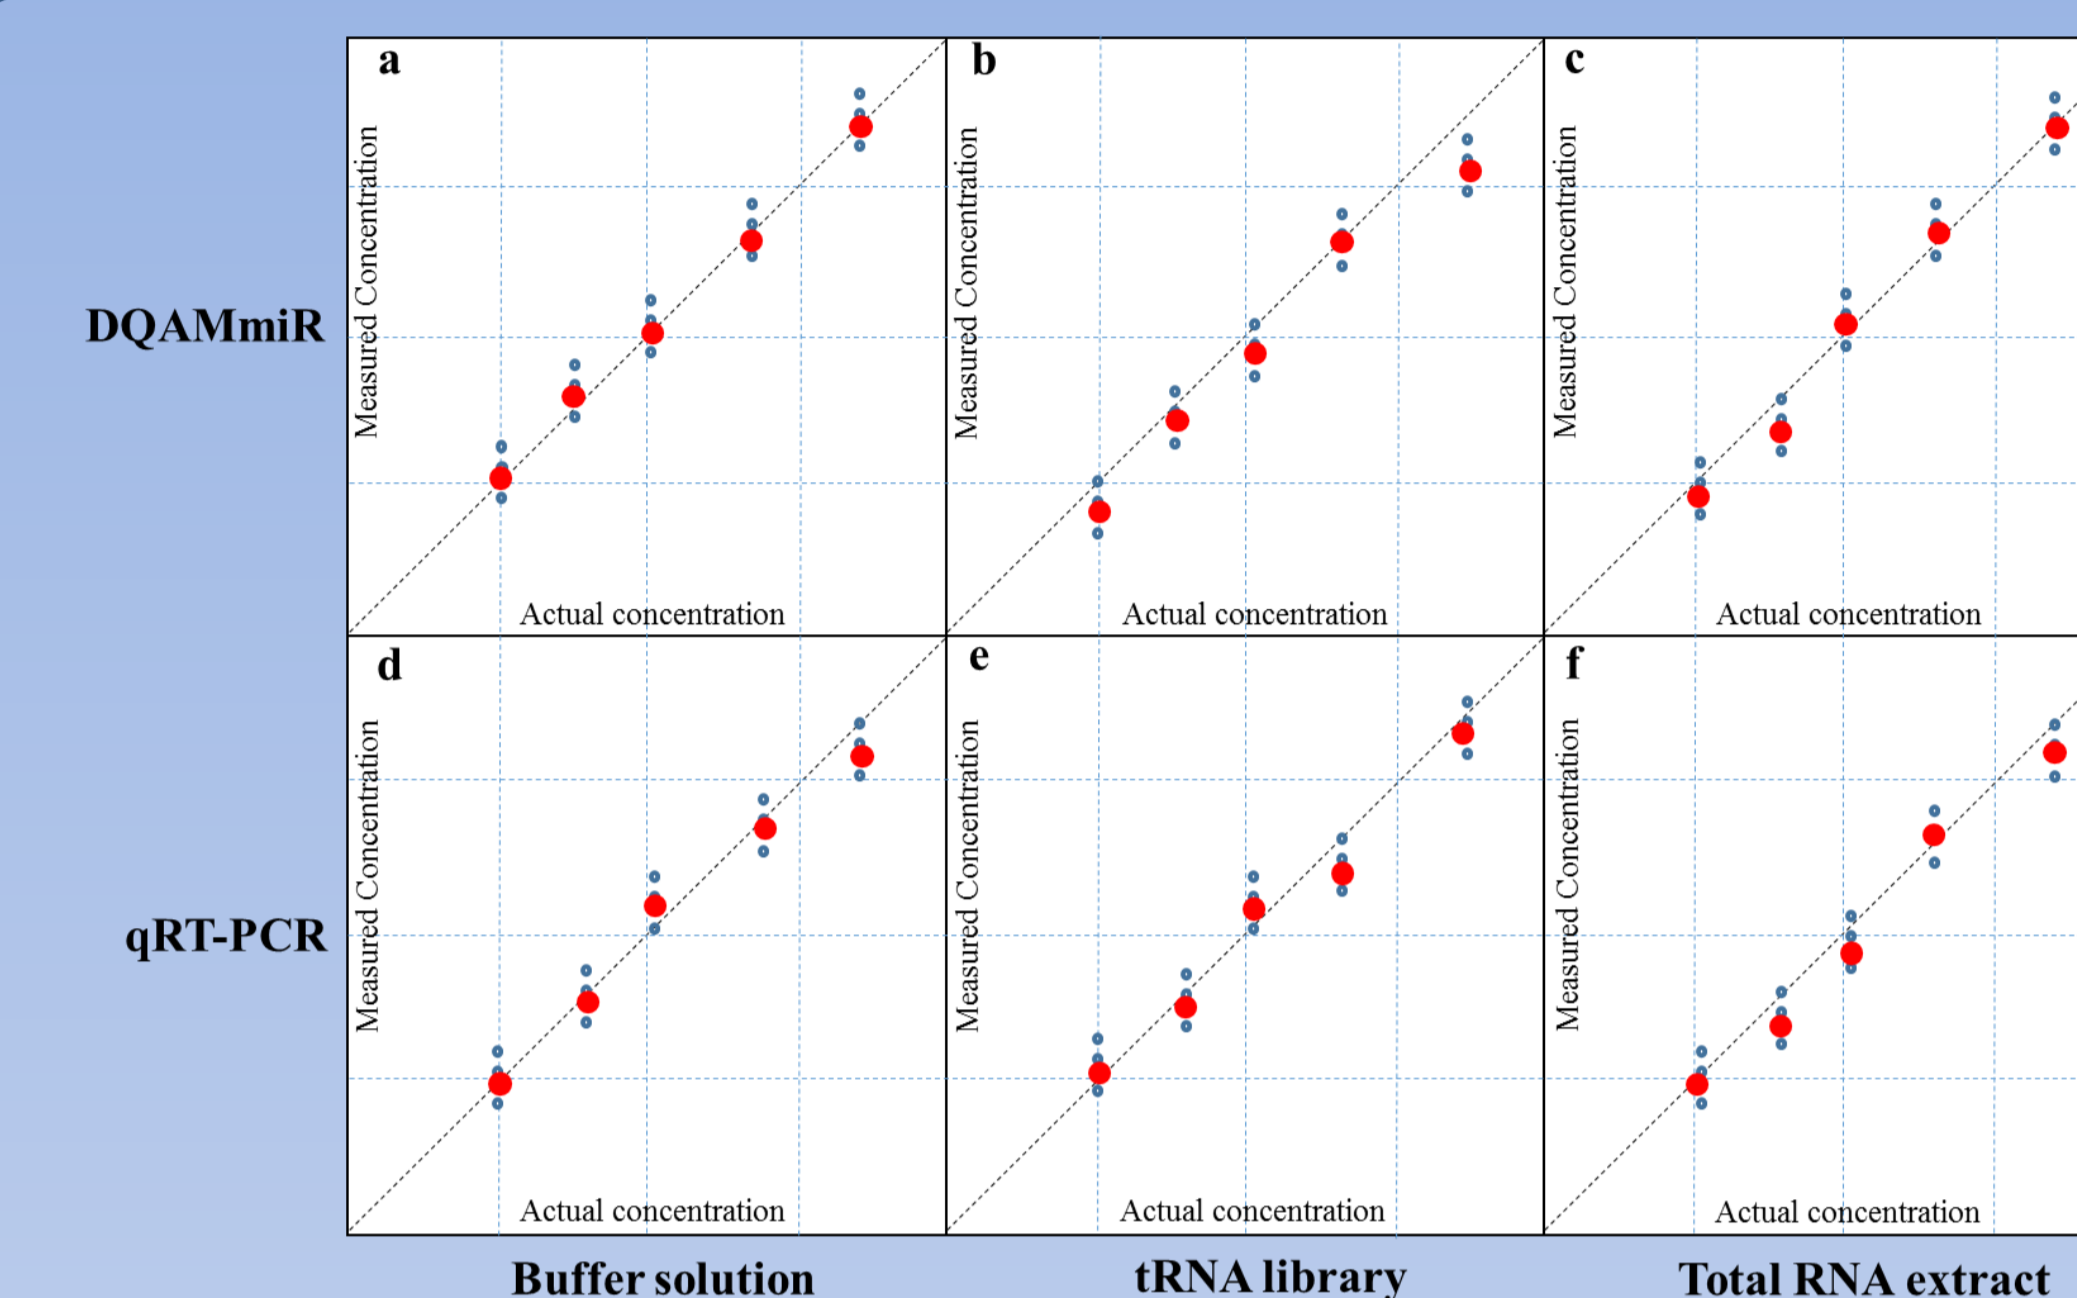 a
b
c
Measured Concentration
Measured Concentration
Measured Concentration
DQAMmiR
Actual concentration
Actual concentration
Actual concentration
d
e
f
Measured Concentration
Measured Concentration
Measured Concentration
qRT-PCR
Actual concentration
Actual concentration
Actual concentration
Buffer solution
tRNA library
Total RNA extract